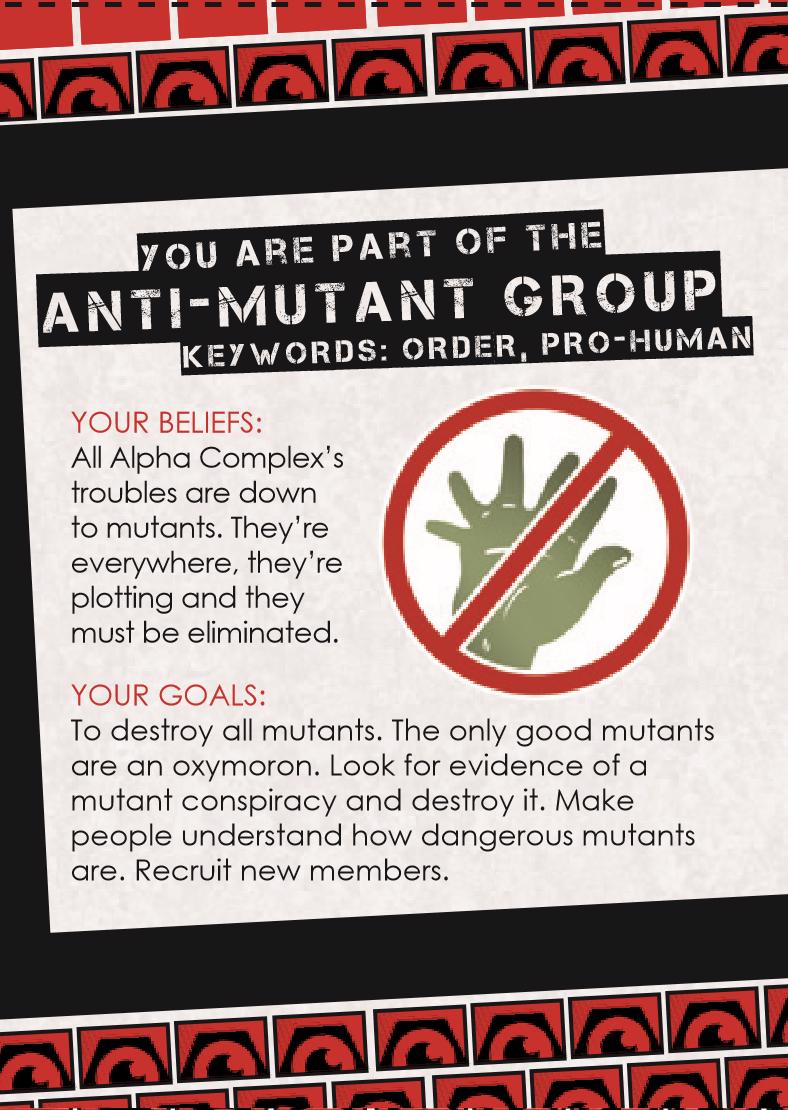 YOU ARE PART OF THE
ANTI-MUTANT GROUP
KEYWORDS: ORDER, PRO-HUMAN
YOUR BELIEFS:
All Alpha Complex’s
troubles are down
to mutants. They’re
everywhere, they’re
plotting and they
must be eliminated.
YOUR GOALS:
To destroy all mutants. The only good mutants
are an oxymoron. Look for evidence of a
mutant conspiracy and destroy it. Make
people understand how dangerous mutants
are. Recruit new members.